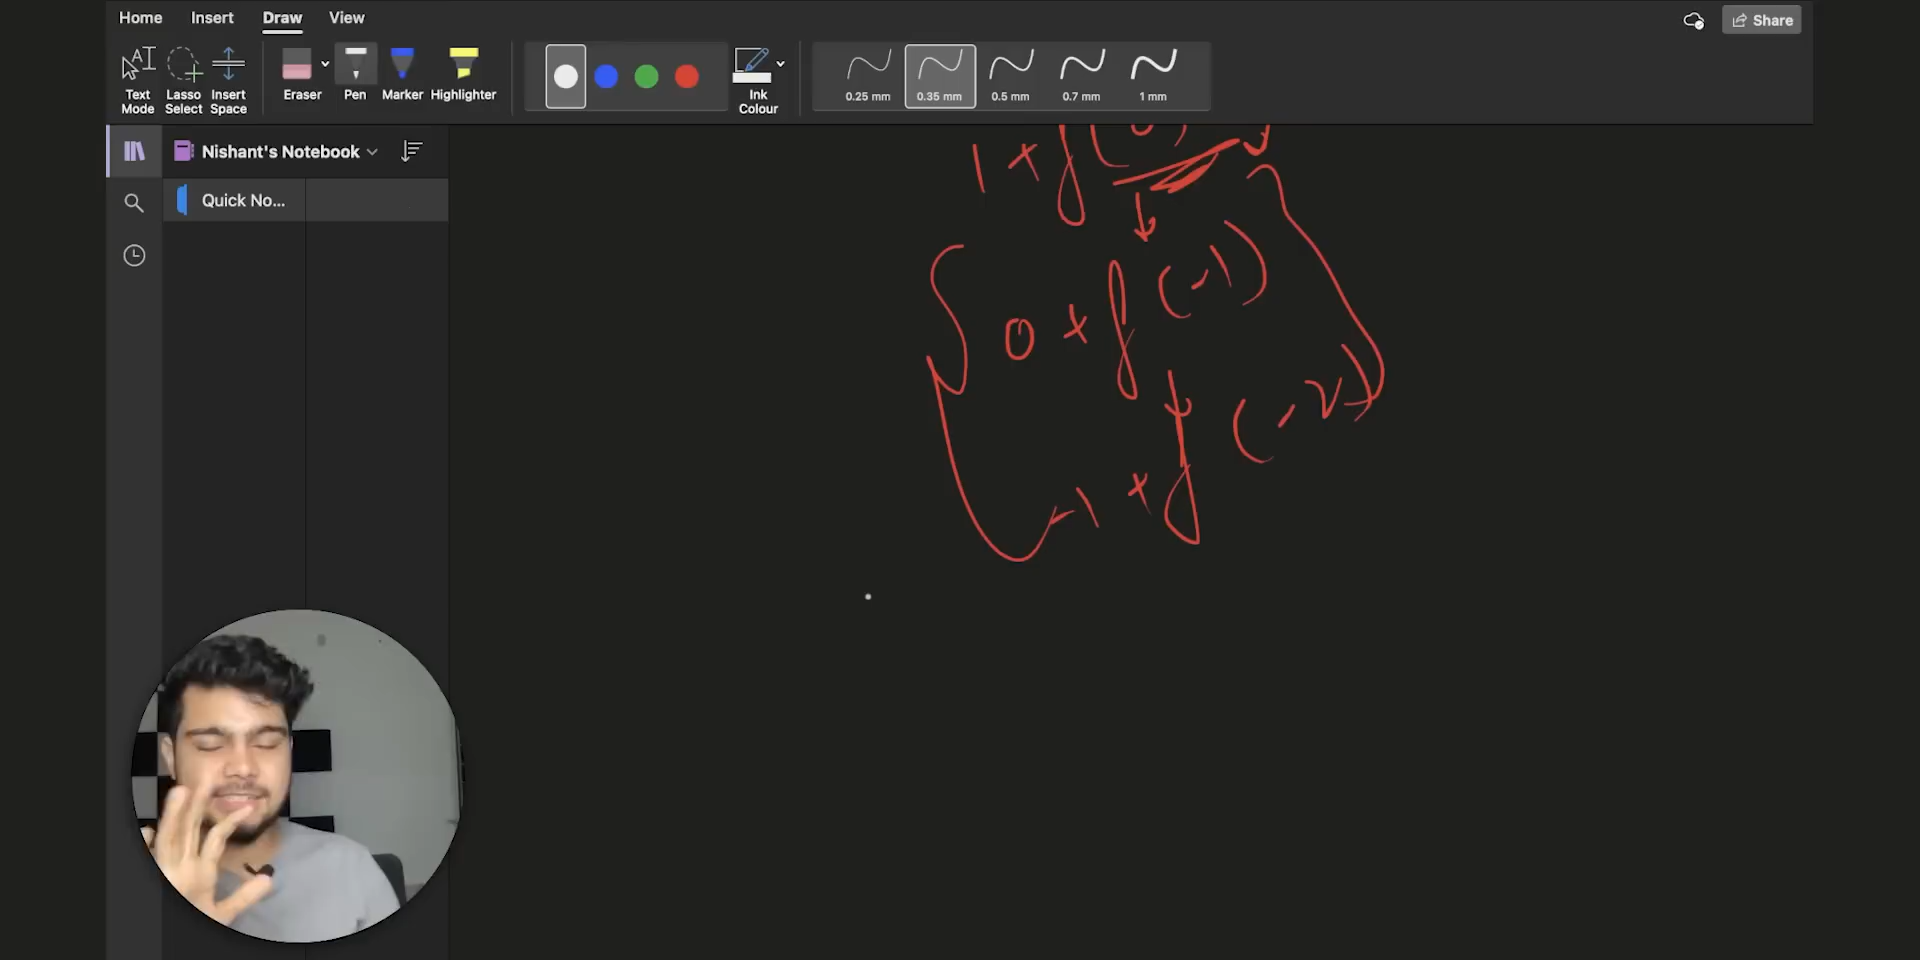 Home Insert Draw View
Share
Text Mode
Lasso Select
Insert Space
Eraser
Pen
Marker
Highlighter
Ink Colour
0.25 mm
0.35 mm
0.5 mm
0.7 mm
1 mm
Nishant's Notebook
Quick No...
1 + f(0)
0 + f(-1)
-1 + f(-2)